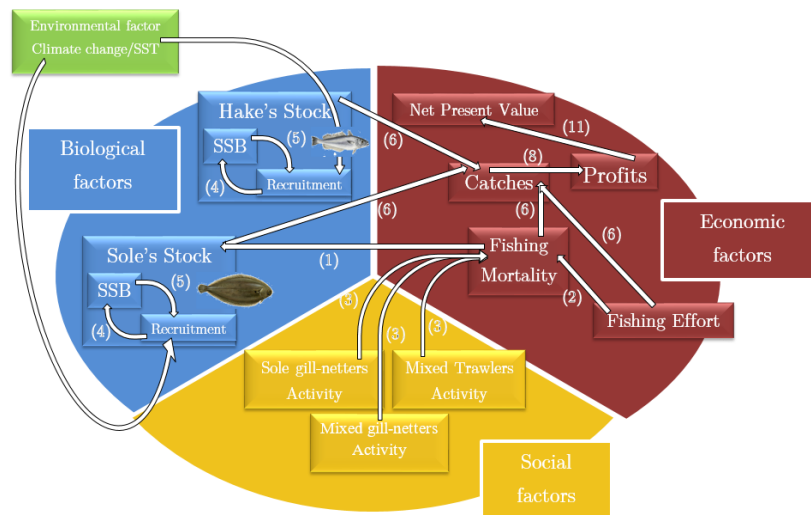 Environmental factor
Climate change/SST
Hake's Stock
SSB
(5)
(4)
Recruitment
Biological
factors
Sole's Stock
SSB
(5)
(4)
Recruitment
Net Present Value
(11)
(6)
(8)
Catches
Profits
(6)
(6)
(6)
Economic
factors
Fishing
Mortality
(1)
(2)
Fishing Effort
(3)
(3)
(3)
Sole gill-netters
Activity
Mixed Trawlers
Activity
Mixed gill-netters
Activity
Social
factors